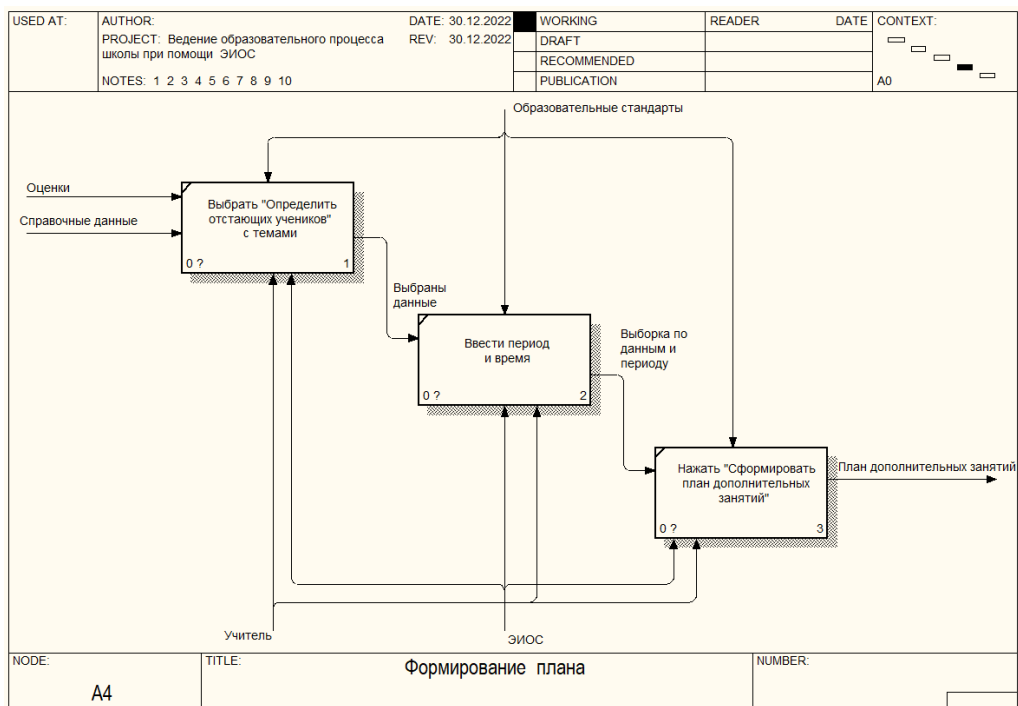 USED AT:
AUTHOR:
DATE: 30.12.2022
PROJECT: Ведение образовательного процесса
школы при помощи ЭИОС
REV: 30.12.2022
NOTES: 1 2 3 4 5 6 7 8 9 10
WORKING
DRAFT
RECOMMENDED
PUBLICATION
READER
DATE
CONTEXT:
A0
Образовательные стандарты
Оценки
Справочные данные
Выбрать "Определить
отстающих учеников"
с темами
0 ?
1
Выбраны
данные
Ввести период
и время
0 ?
2
Выборка по
данным и
периоду
Нажать "Сформировать
план дополнительных
занятий"
0 ?
3
План дополнительных занятий
Учитель
ЭИОС
NODE:
A4
TITLE:
Формирование плана
NUMBER: